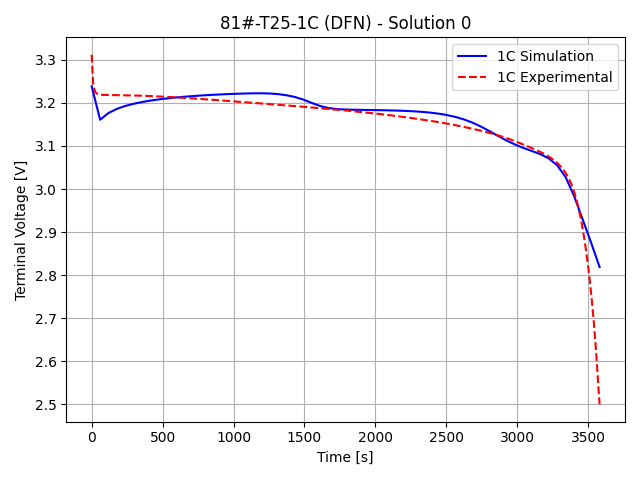 81#-T25-1C (DFN) - Solution 0
1C Simulation
1C Experimental
Terminal Voltage [V]
3.3
3.2
3.1
3.0
2.9
2.8
2.7
2.6
2.5
0 500 1000 1500 2000 2500 3000 3500
Time [s]